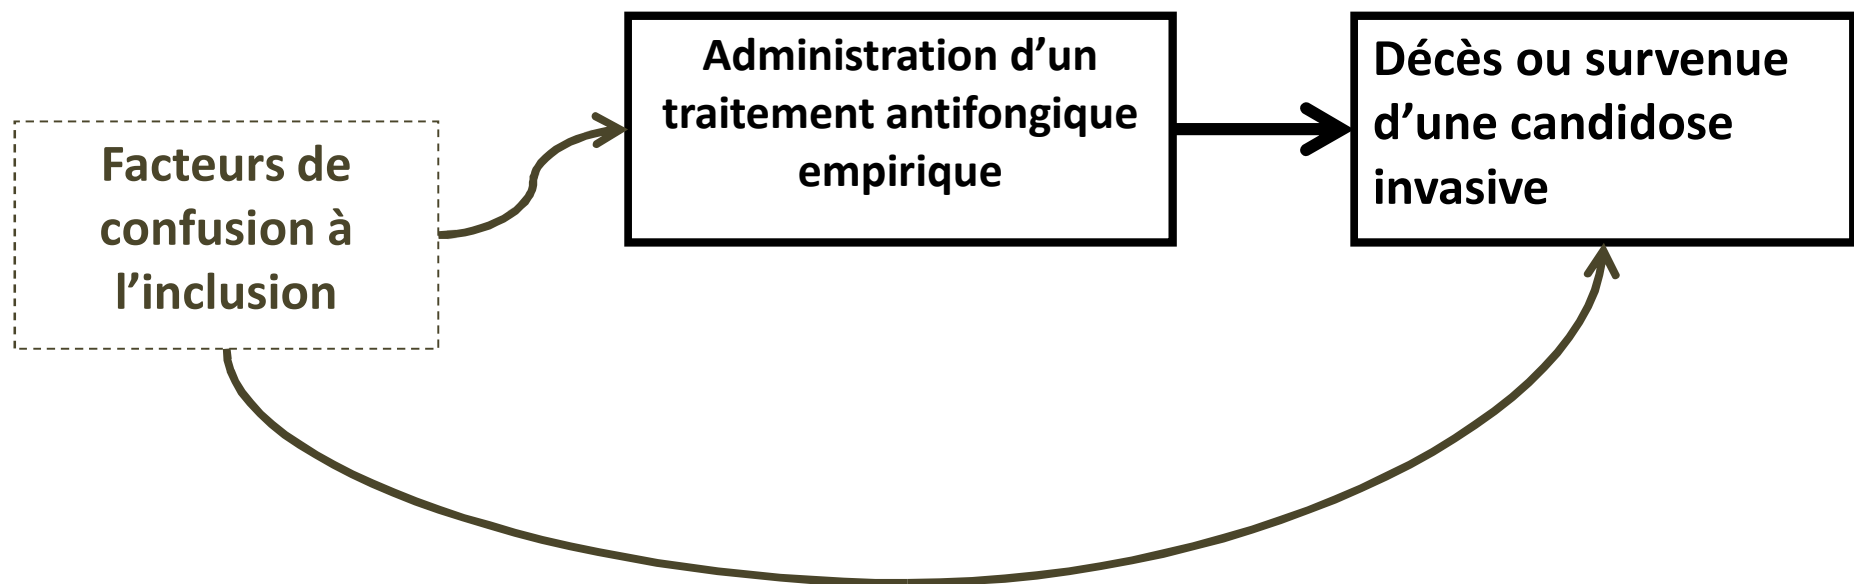 Facteurs de
confusion à
l’inclusion
Administration d’un
traitement antifongique
empirique
Décès ou survenue
d’une candidose
invasive